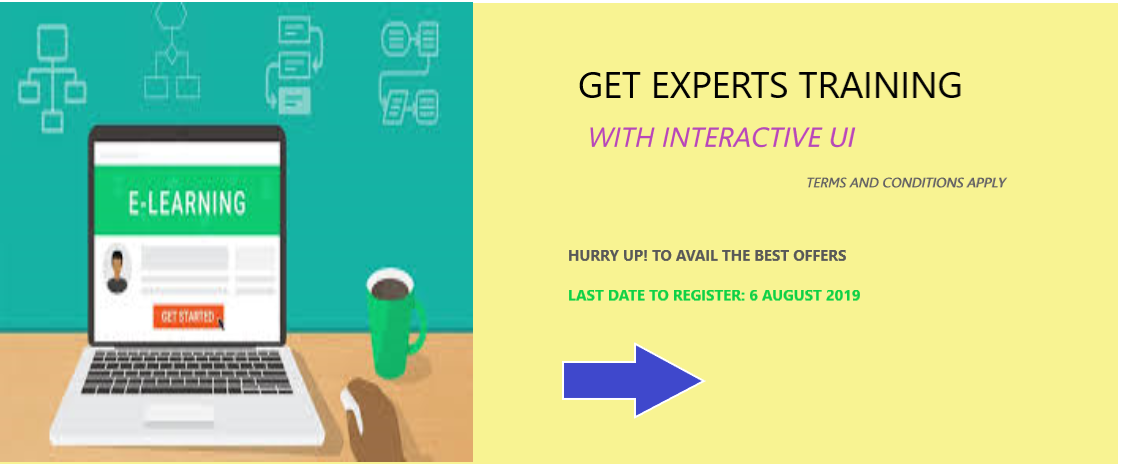 E-LEARNING
GET STARTED
GET EXPERTS TRAINING
WITH INTERACTIVE UI
TERMS AND CONDITIONS APPLY
HURRY UP! TO AVAIL THE BEST OFFERS
LAST DATE TO REGISTER: 6 AUGUST 2019